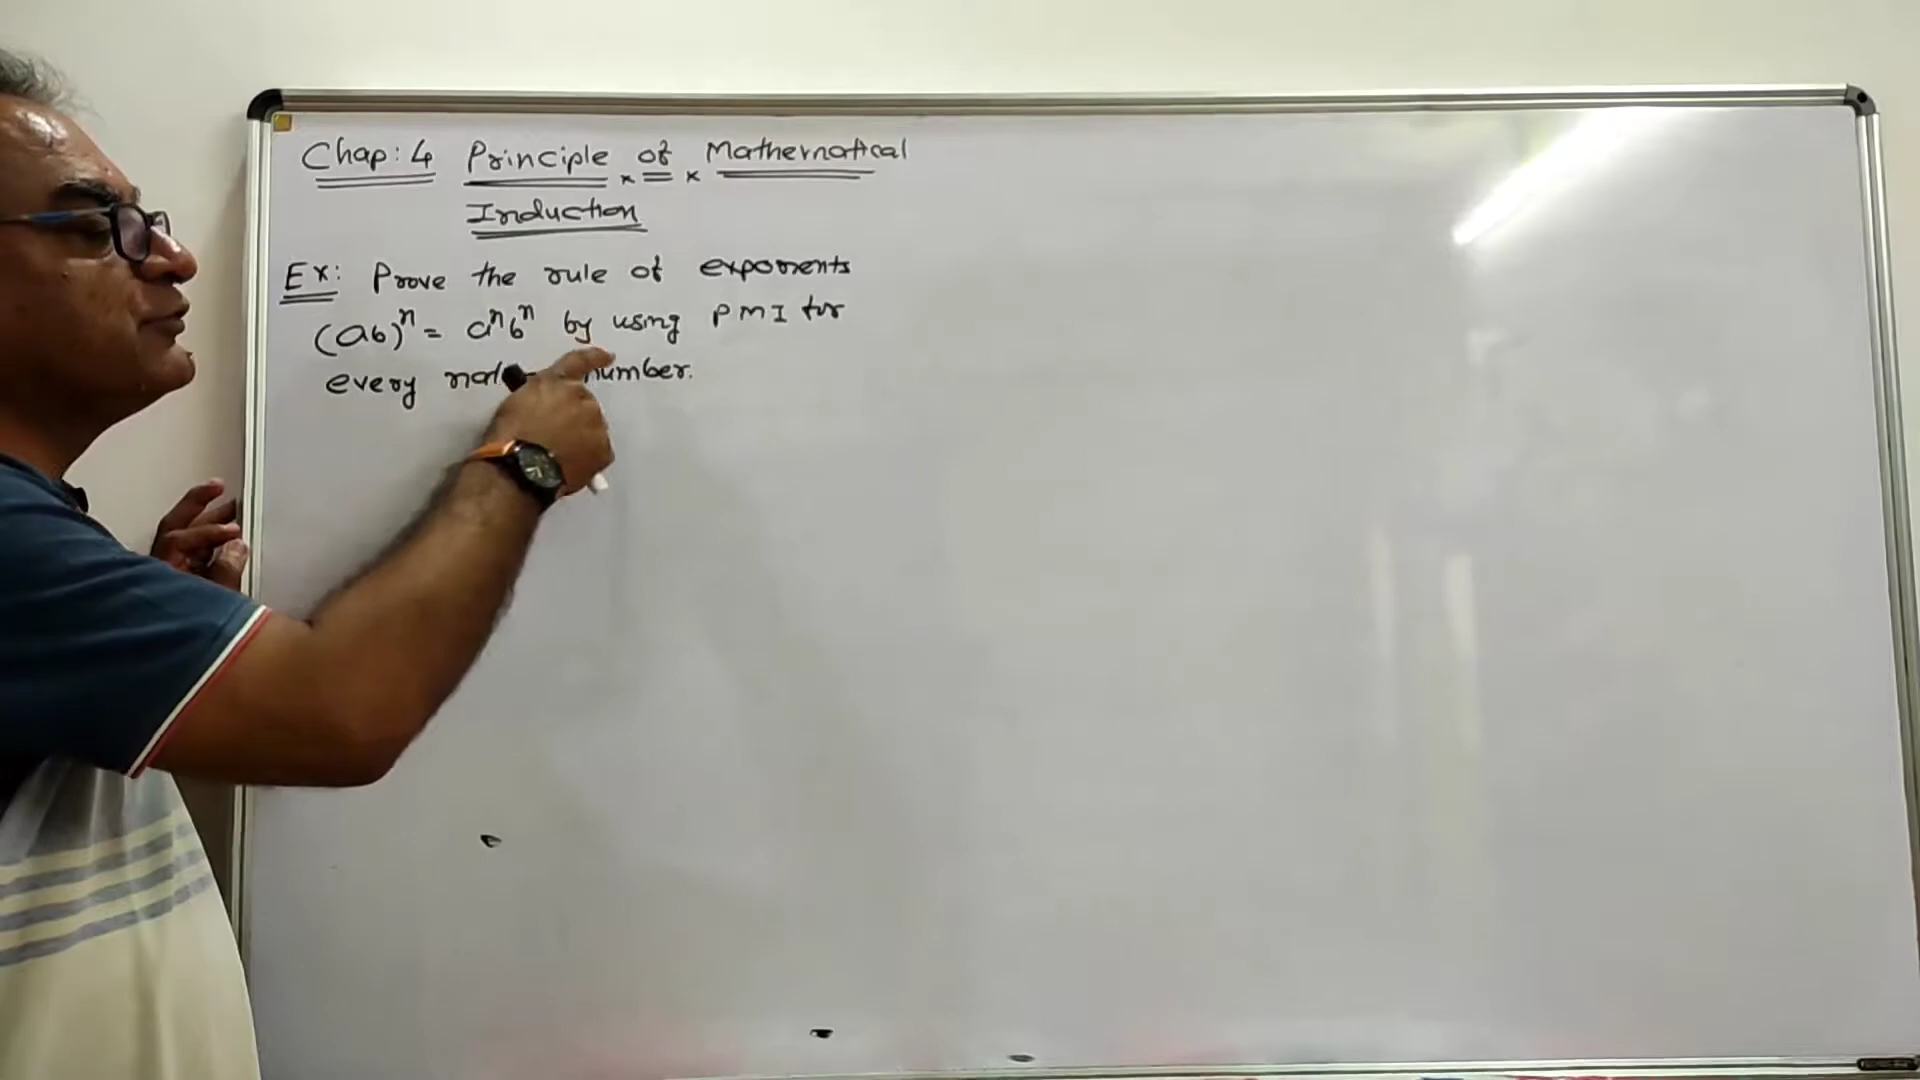 Chap: 4 Principle of Mathematical
Induction
Ex: Prove the rule of exponents
(ab)ⁿ = aⁿbⁿ by using PMI for
every number.